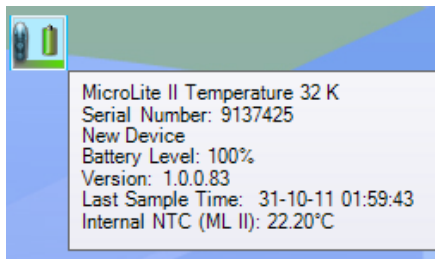 MicroLite II Temperature 32 K
Serial Number: 9137425
New Device
Battery Level: 100%
Version: 1.0.0.83
Last Sample Time: 31-10-11 01:59:43
Internal NTC (ML II): 22.20°C